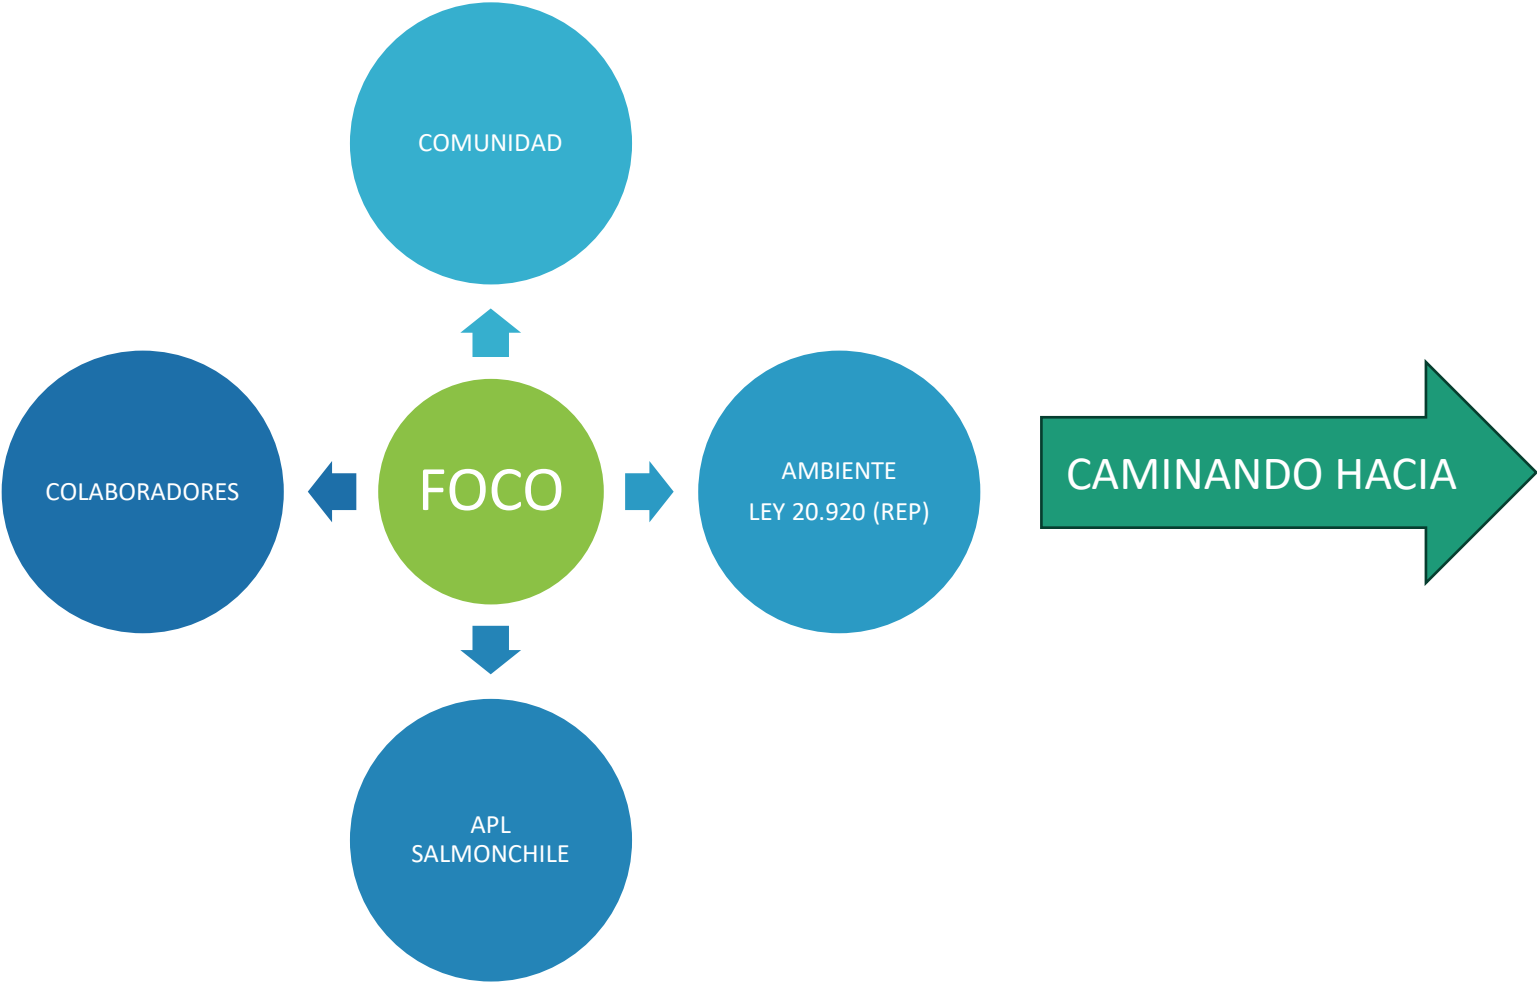 COMUNIDAD
COLABORADORES
FOCO
AMBIENTE
LEY 20.920 (REP)
CAMINANDO HACIA
APL
SALMONCHILE